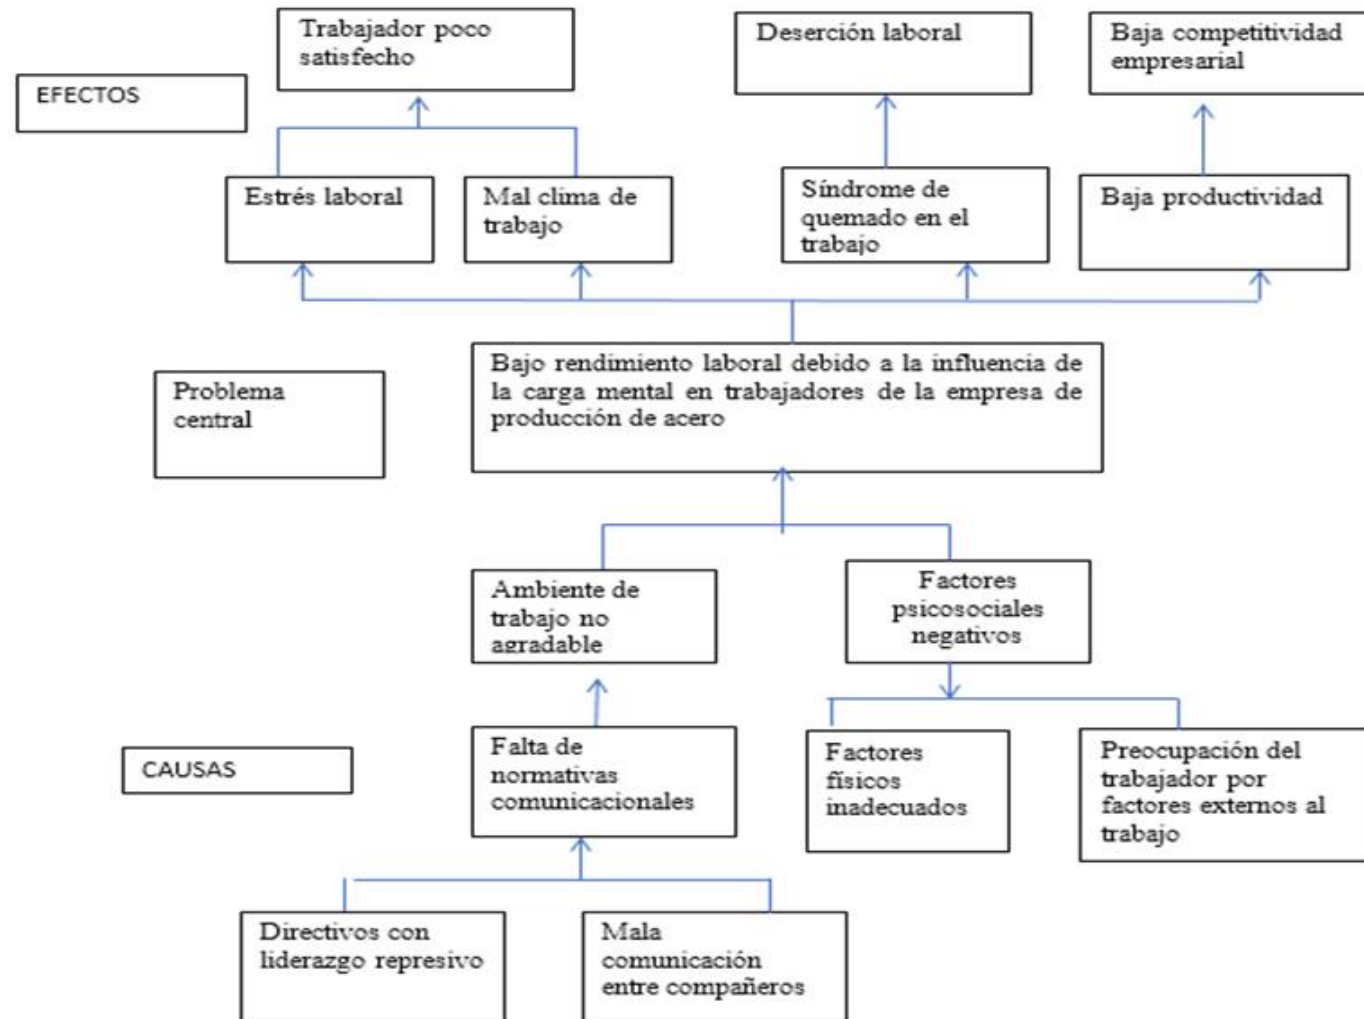 Trabajador poco
satisfecho
Deserción laboral
Baja competitividad
empresarial
EFECTOS
Estrés laboral
Mal clima de
trabajo
Síndrome de
quemado en el
trabajo
Baja productividad
Problema
central
Bajo rendimiento laboral debido a la influencia de
la carga mental en trabajadores de la empresa de
producción de acero
Ambiente de
trabajo no
agradable
Factores
psicosociales
negativos
CAUSAS
Falta de
normativas
comunicacionales
Factores
físicos
inadecuados
Preocupación del
trabajador por
factores externos al
trabajo
Directivos con
liderazgo represivo
Mala
comunicación
entre compañeros